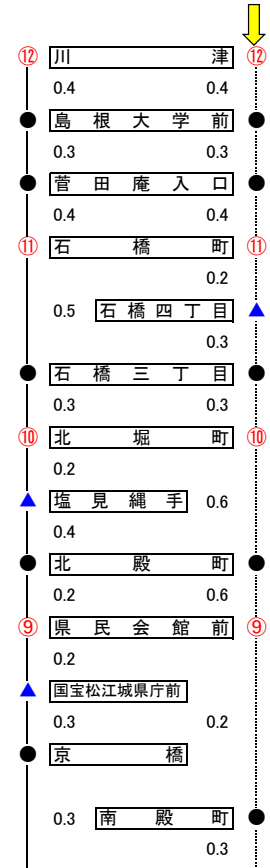 ⑫ 川津 ⑫
0.4 0.4
島根大学前
0.3 0.3
菅田庵入口
0.4 0.4
⑪ 石橋町 ⑪
0.2
0.5 石橋四丁目
0.3
石橋三丁目
0.3 0.3
⑩ 北堀町 ⑩
0.2
塩見縄手 0.6
0.4
北殿町
0.2 0.6
⑨ 県民会館前 ⑨
0.2
国宝松江城県庁前
0.3 0.2
京橋
0.3 南殿町
0.3